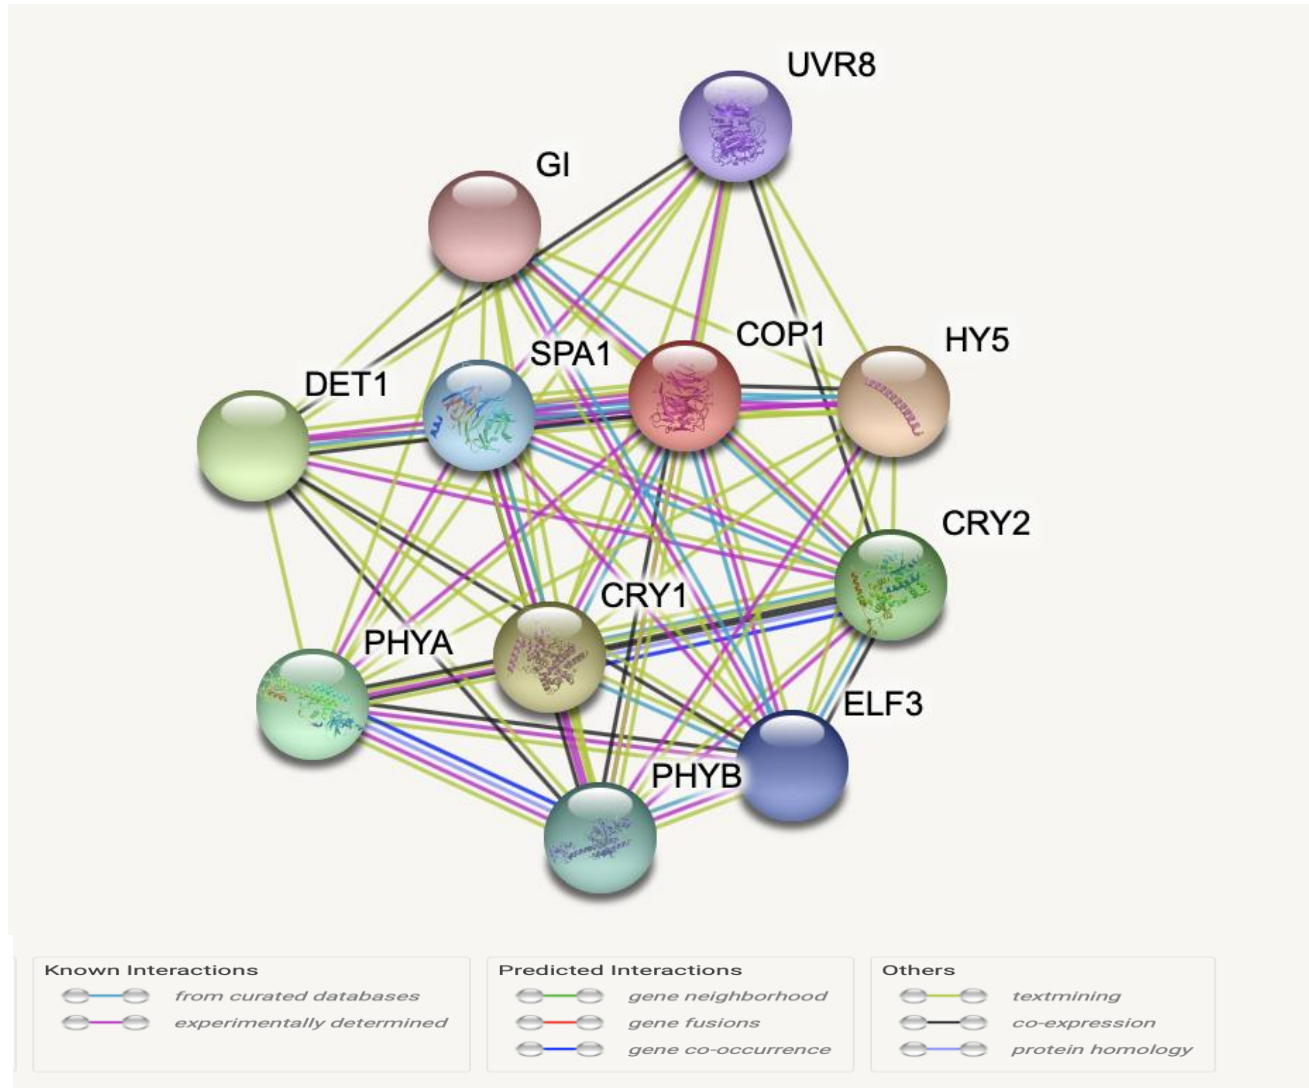 UVR8
GI
COP1
HY5
SPA1
DET1
CRY2
CRY1
PHYA
ELF3
PHYB
Known Interactions
from curated databases
experimentally determined
Predicted Interactions
gene neighborhood
gene fusions
gene co-occurrence
Others
textmining
co-expression
protein homology